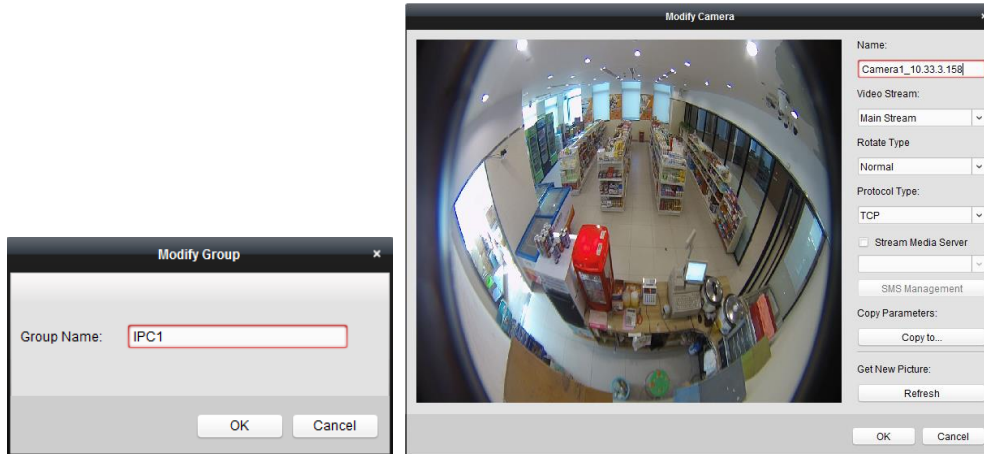 Modify Group
×
Group Name:
IPC1
OK
Cancel
Modify Camera
×
Name:
Camera1_10.33.3.158
Video Stream:
Main Stream
Rotate Type
Normal
Protocol Type:
TCP
Stream Media Server
SMS Management
Copy Parameters:
Copy to...
Get New Picture:
Refresh
OK
Cancel